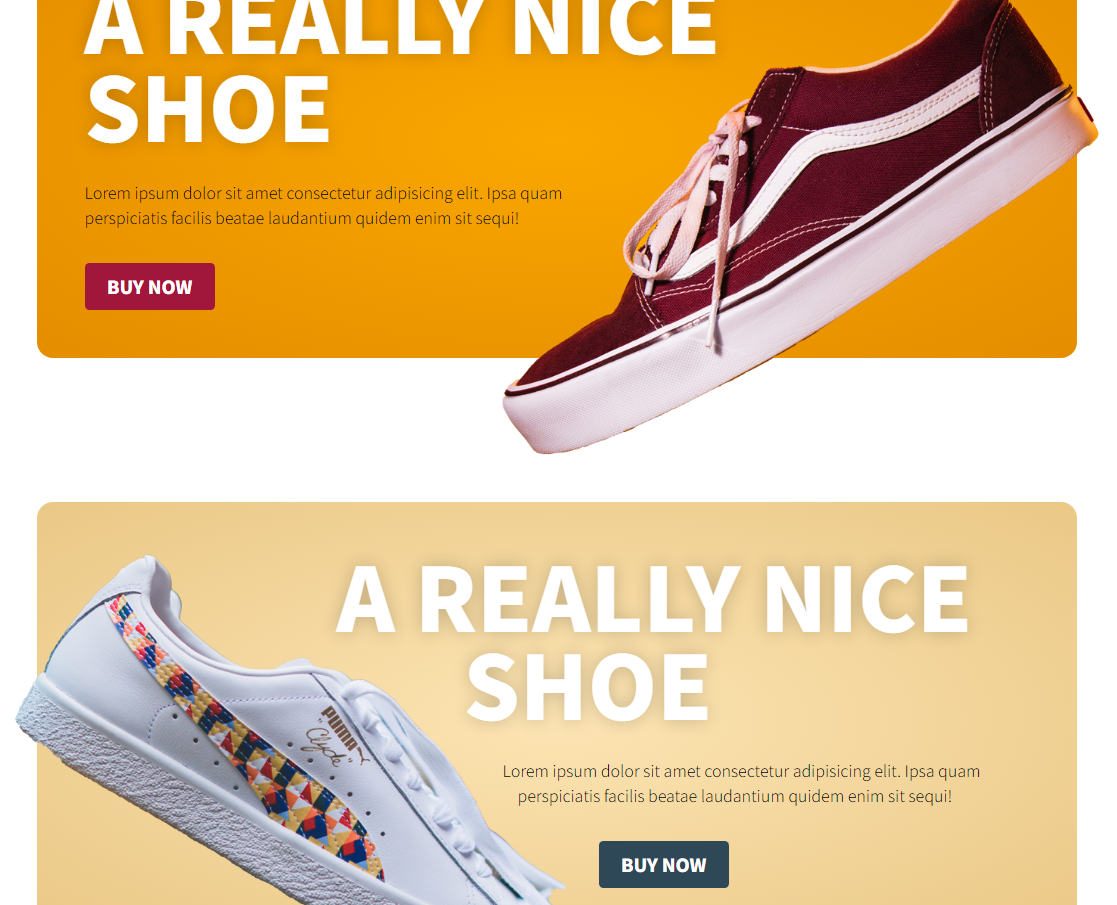 A REALLY NICE
SHOE
Lorem ipsum dolor sit amet consectetur adipisicing elit. Ipsa quam
perspiciatis facilis beatae laudantium quidem enim sit sequi!
BUY NOW
A REALLY NICE
SHOE
PUMA
Clyde
Lorem ipsum dolor sit amet consectetur adipisicing elit. Ipsa quam
perspiciatis facilis beatae laudantium quidem enim sit sequi!
BUY NOW